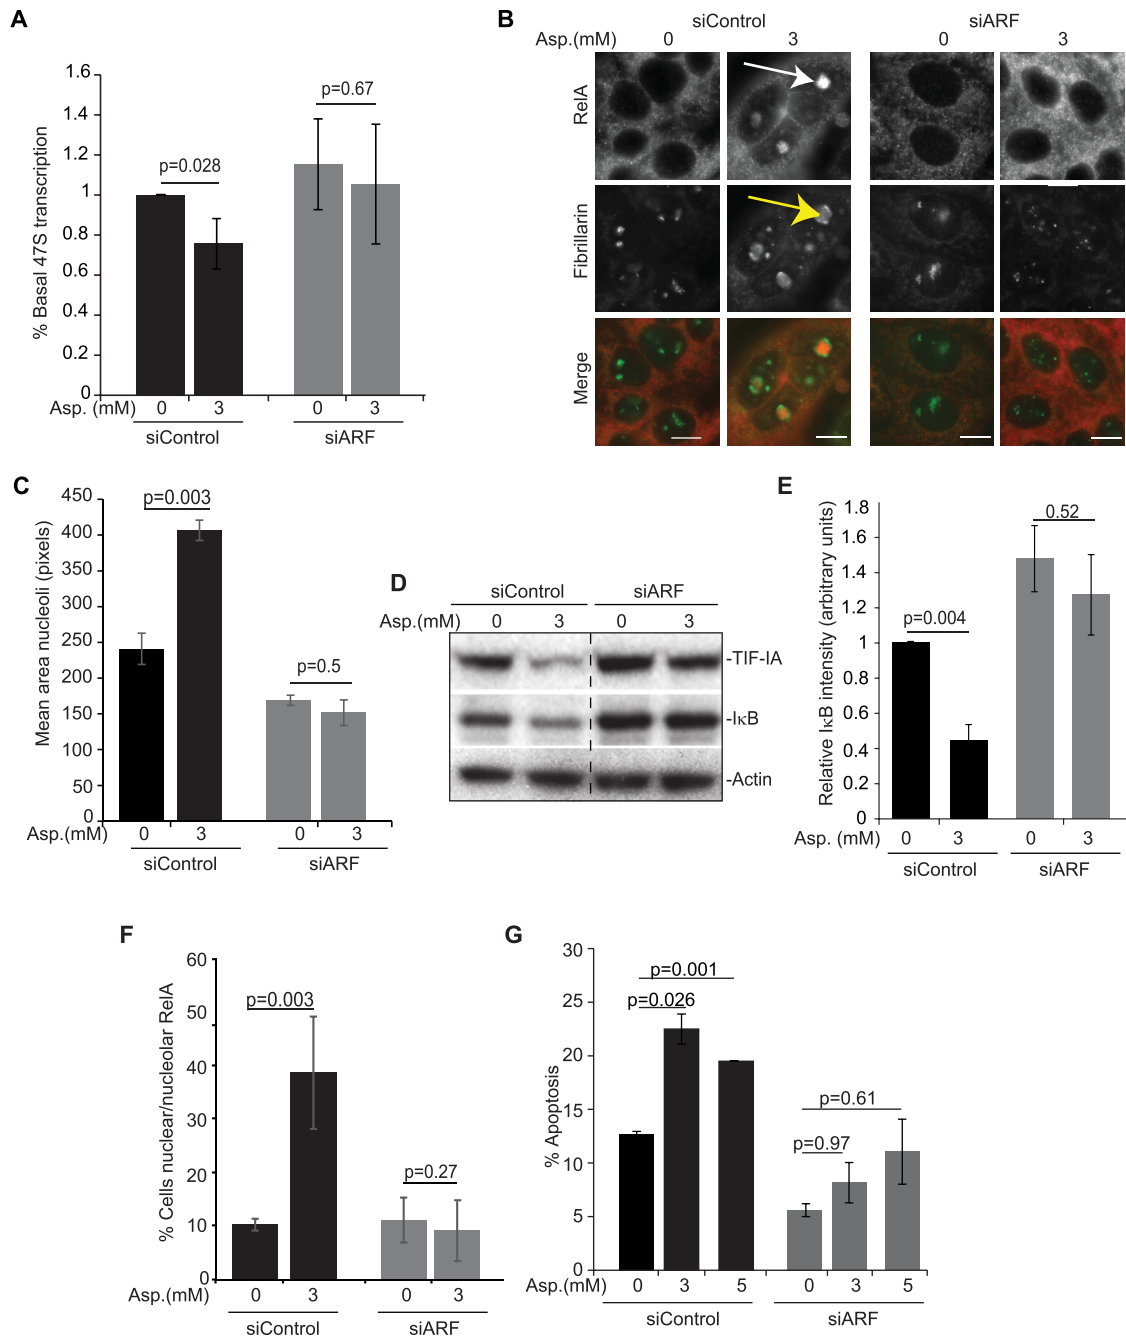 A
% Basal 47S transcription
1.6
1.4
1.2
1
0.8
0.6
0.4
0.2
0
p=0.028
p=0.67
Asp. (mM) 0 3 0 3
siControl siARF
B
siControl siARF
Asp.(mM) 0 3 0 3
RelA
Fibrillarin
Merge
C
Mean area nucleoli (pixels)
450
400
350
300
250
200
150
100
50
0
p=0.003
p=0.5
Asp.(mM) 0 3 0 3
siControl siARF
D
siControl siARF
Asp.(mM) 0 3 0 3
-TIF-IA
-IκB
-Actin
E
Relative IκB intensity (arbitrary units)
1.8
1.6
1.4
1.2
1
0.8
0.6
0.4
0.2
0
p=0.004
0.52
Asp. (mM) 0 3 0 3
siControl siARF
F
% Cells nuclear/nucleolar RelA
60
50
40
30
20
10
0
p=0.003
p=0.27
Asp.(mM) 0 3 0 3
siControl siARF
G
% Apoptosis
30
25
20
15
10
5
0
p=0.001
p=0.026
p=0.61
p=0.97
Asp.(mM) 0 3 5 0 3 5
siControl siARF